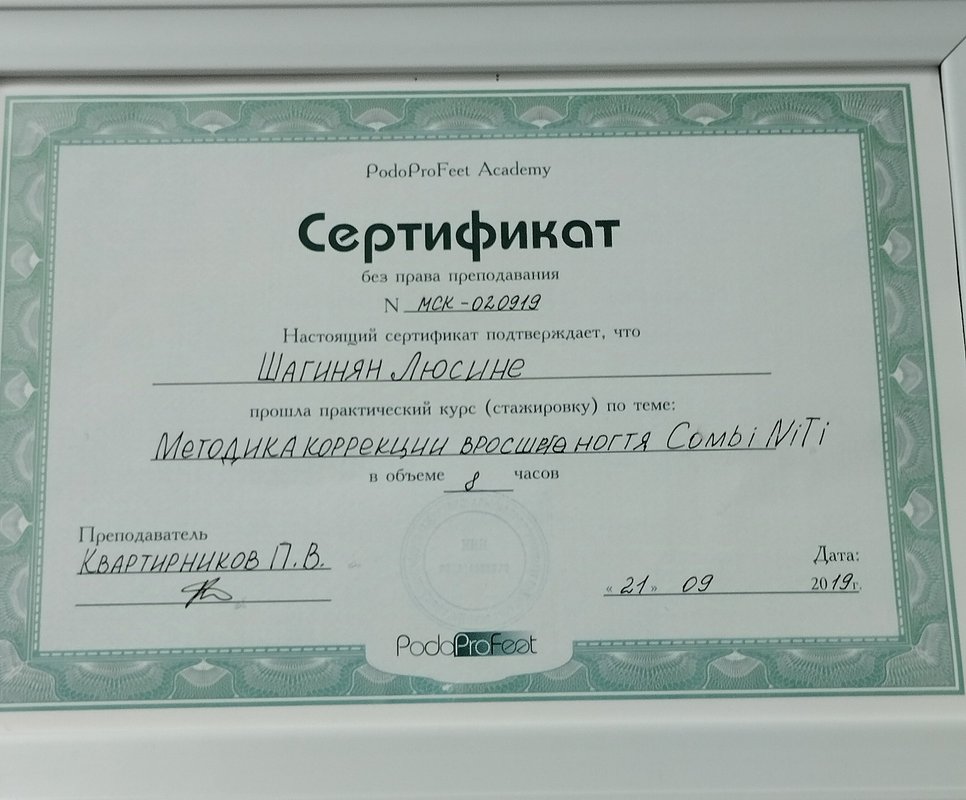 PodoProFeet Academy
Сертификат
без права преподавания
N МСК-020919
Настоящий сертификат подтверждает, что
Шагинян Люсине
прошла практический курс (стажировку) по теме:
Методика коррекции вросшего ногтя Combi NiTi
в объеме 8 часов
Преподаватель
Квартирников П.В.
Дата:
«21» 09 2019г.
PodoProFeet